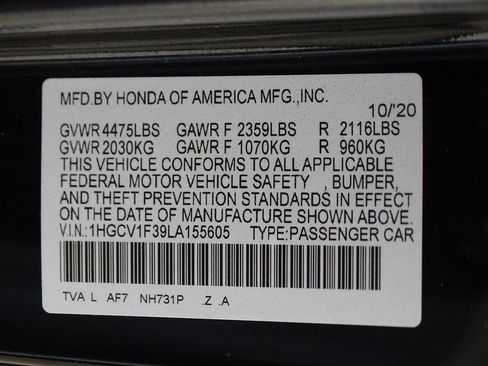 MFD.BY HONDA OF AMERICA MFG.,INC.
10/'20
GVWR 4475LBS GAWR F 2359LBS R 2116LBS
GVWR 2030KG GAWR F 1070KG R 960KG
THIS VEHICLE CONFORMS TO ALL APPLICABLE
FEDERAL MOTOR VEHICLE SAFETY , BUMPER,
AND THEFT PREVENTION STANDARDS IN EFFECT
ON THE DATE OF MANUFACTURE SHOWN ABOVE.
V.I.N.:1HGCV1F39LA155605 TYPE:PASSENGER CAR
TVA L AF7 NH731P .Z .A